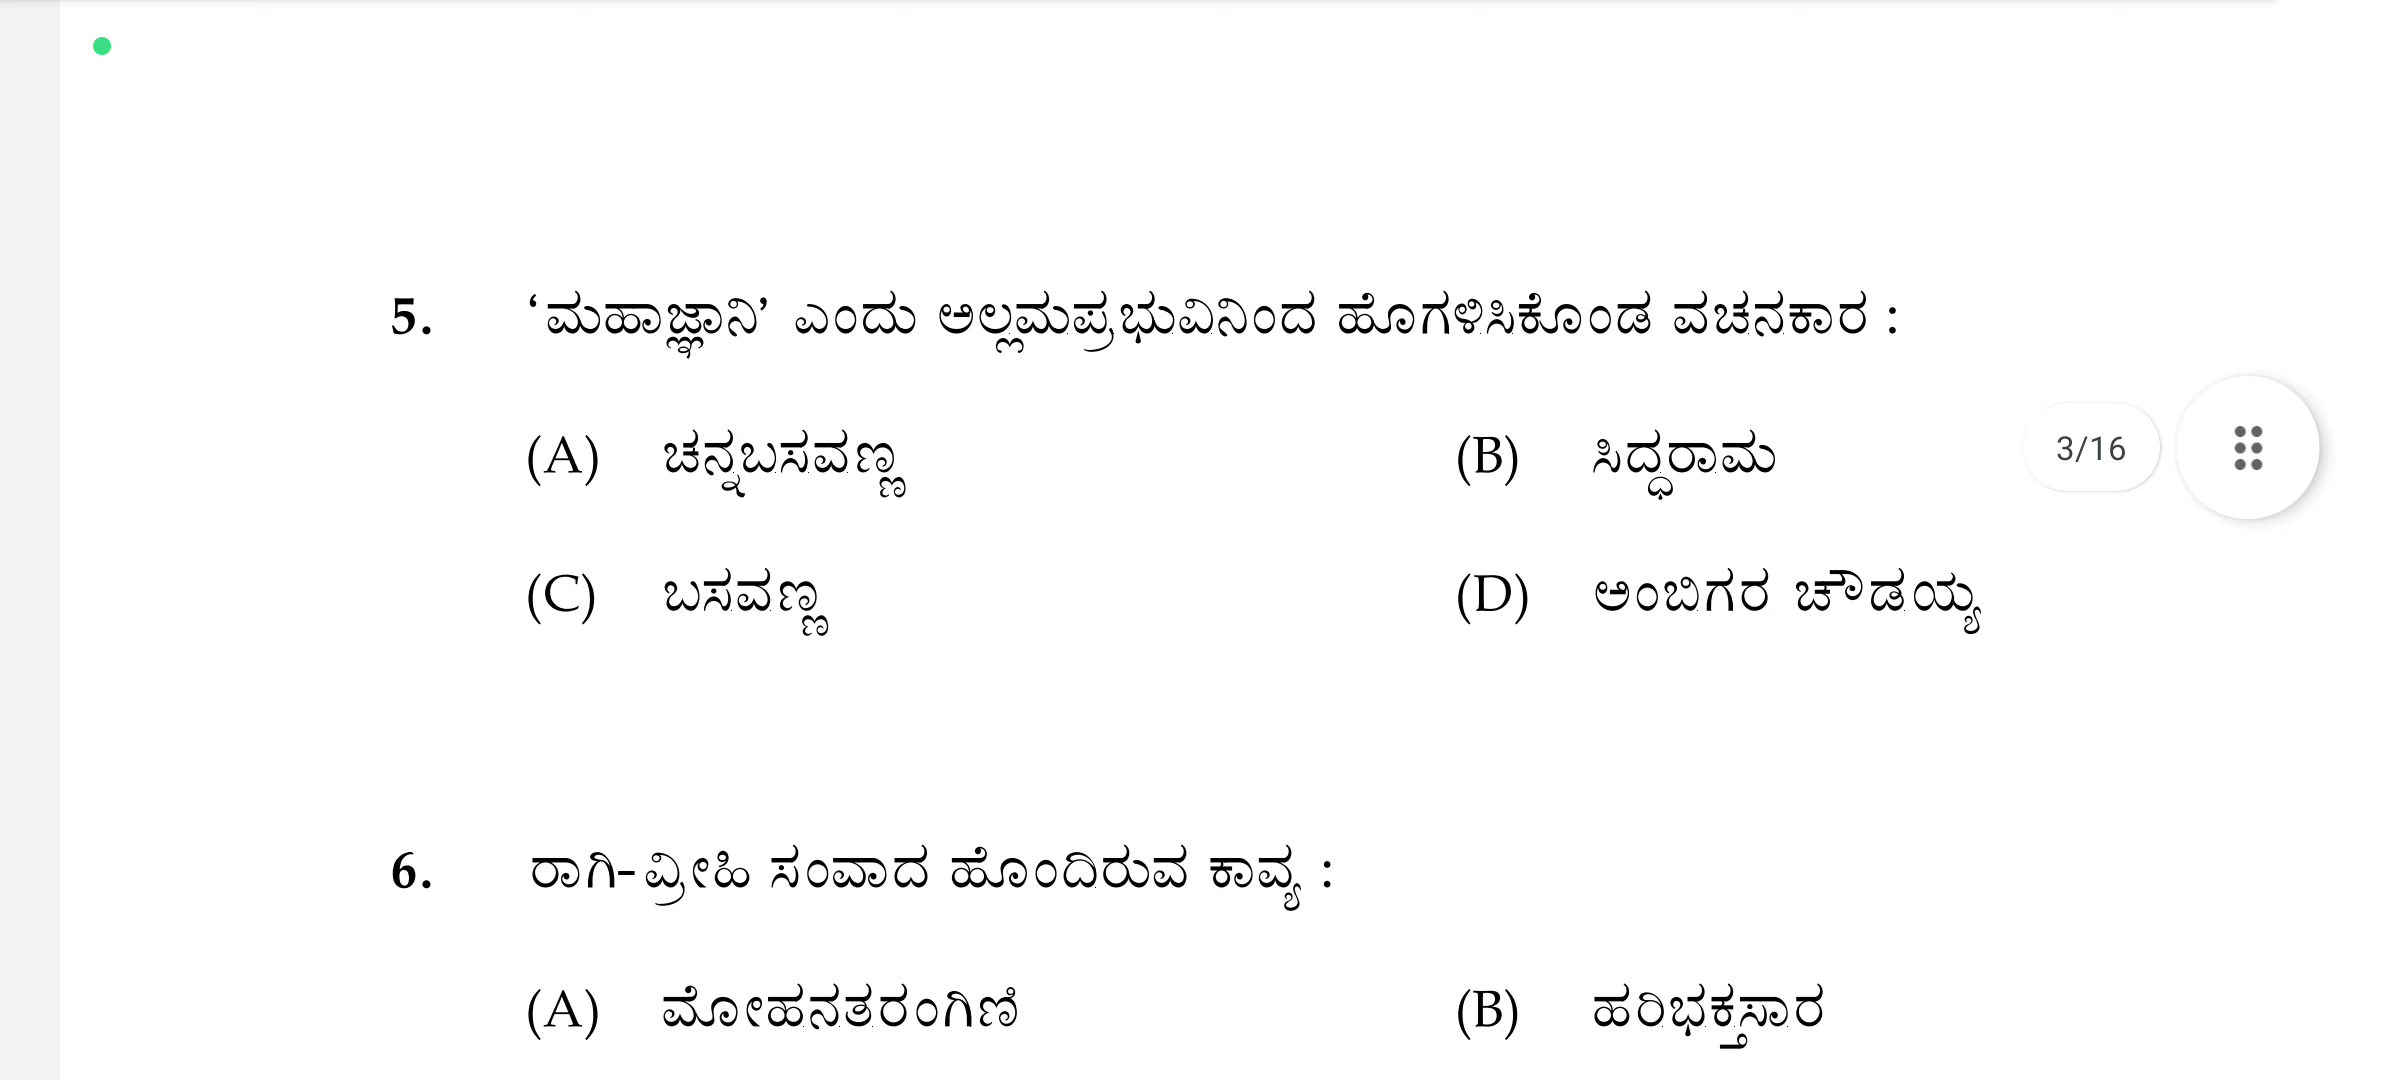 5. ‘ಮಹಾಜ್ಞಾನಿ’ ಎಂದು ಅಲ್ಲಮಪ್ರಭುವಿನಿಂದ ಹೊಗಳಿಸಿಕೊಂಡ ವಚನಕಾರ :
(A) ಚನ್ನಬಸವಣ್ಣ (B) ಸಿದ್ಧರಾಮ
3/16
(C) ಬಸವಣ್ಣ (D) ಅಂಬಿಗರ ಚೌಡಯ್ಯ
6. ರಾಗಿ-ವ್ರೀಹಿ ಸಂವಾದ ಹೊಂದಿರುವ ಕಾವ್ಯ :
(A) ಮೋಹನತರಂಗಿಣಿ (B) ಹರಿಭಕ್ತಸಾರ